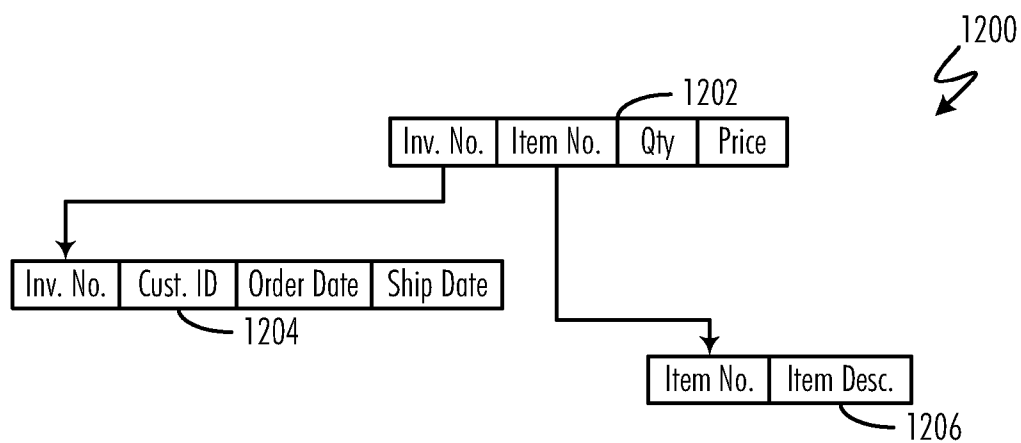 1200
1202
Inv. No. Item No. Qty Price
Inv. No. Cust. ID Order Date Ship Date
1204
Item No. Item Desc.
1206